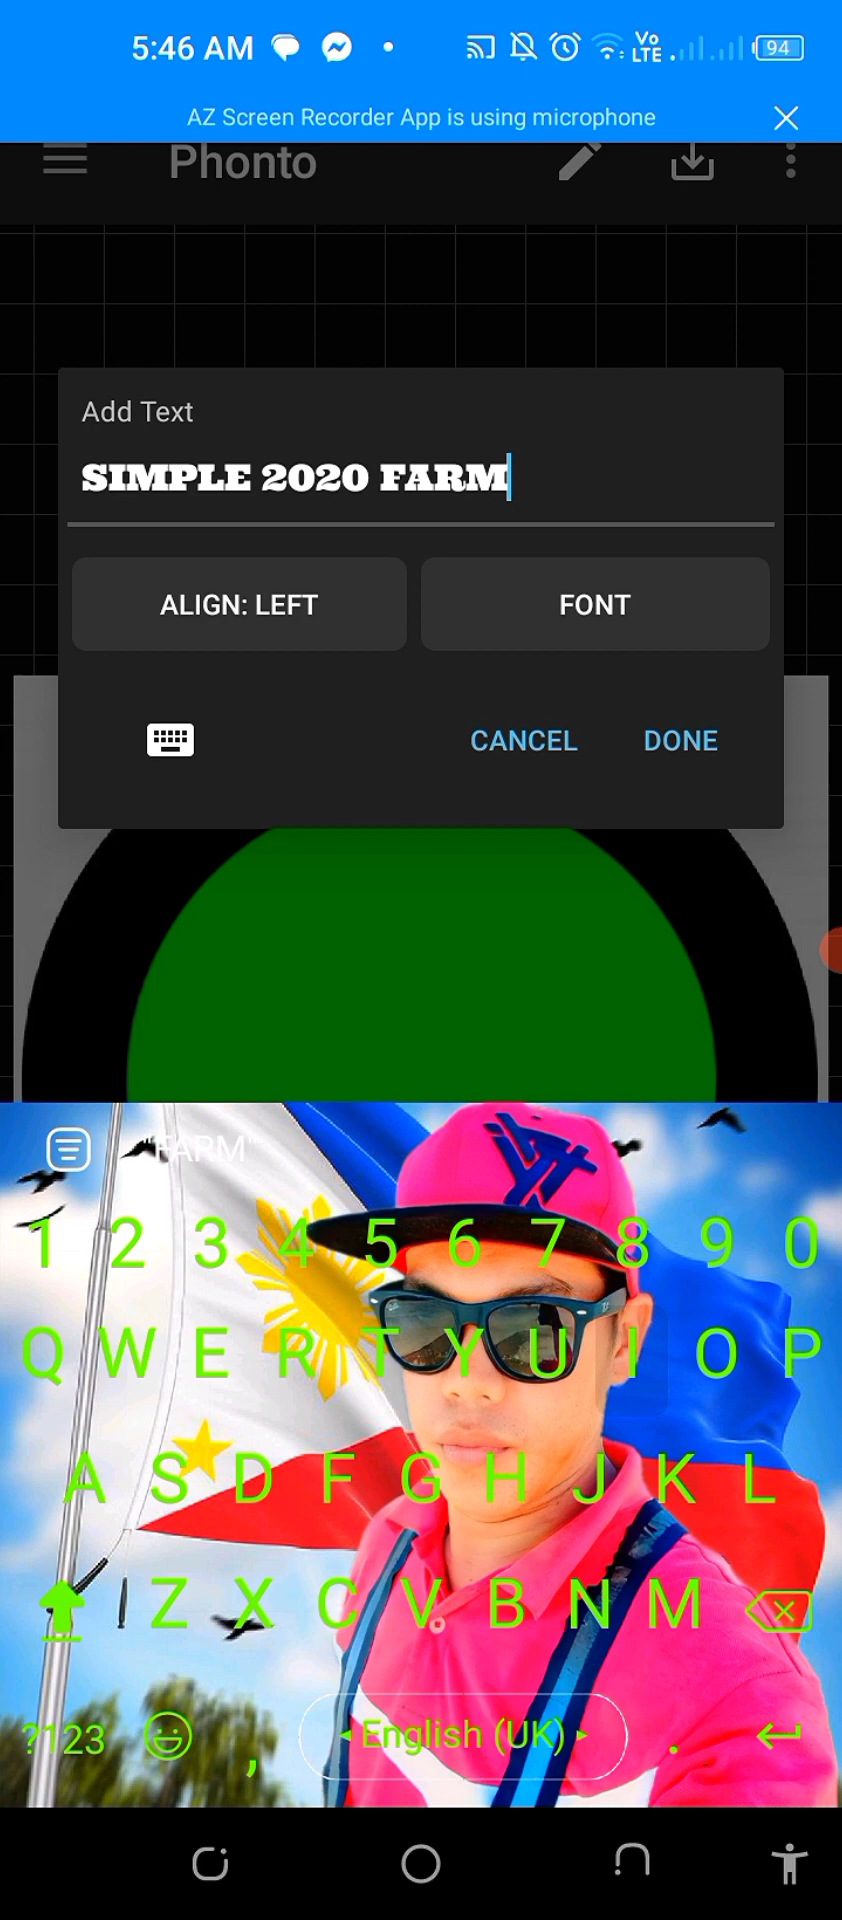 5:46 AM Vo LTE 94
AZ Screen Recorder App is using microphone
Phonto
Add Text
SIMPLE 2020 FARM
ALIGN: LEFT FONT
CANCEL DONE
"FARM"
1 2 3 4 5 6 7 8 9 0
Q W E R T Y U I O P
A S D F G H J K L
Z X C V B N M
?123 , English (UK) .